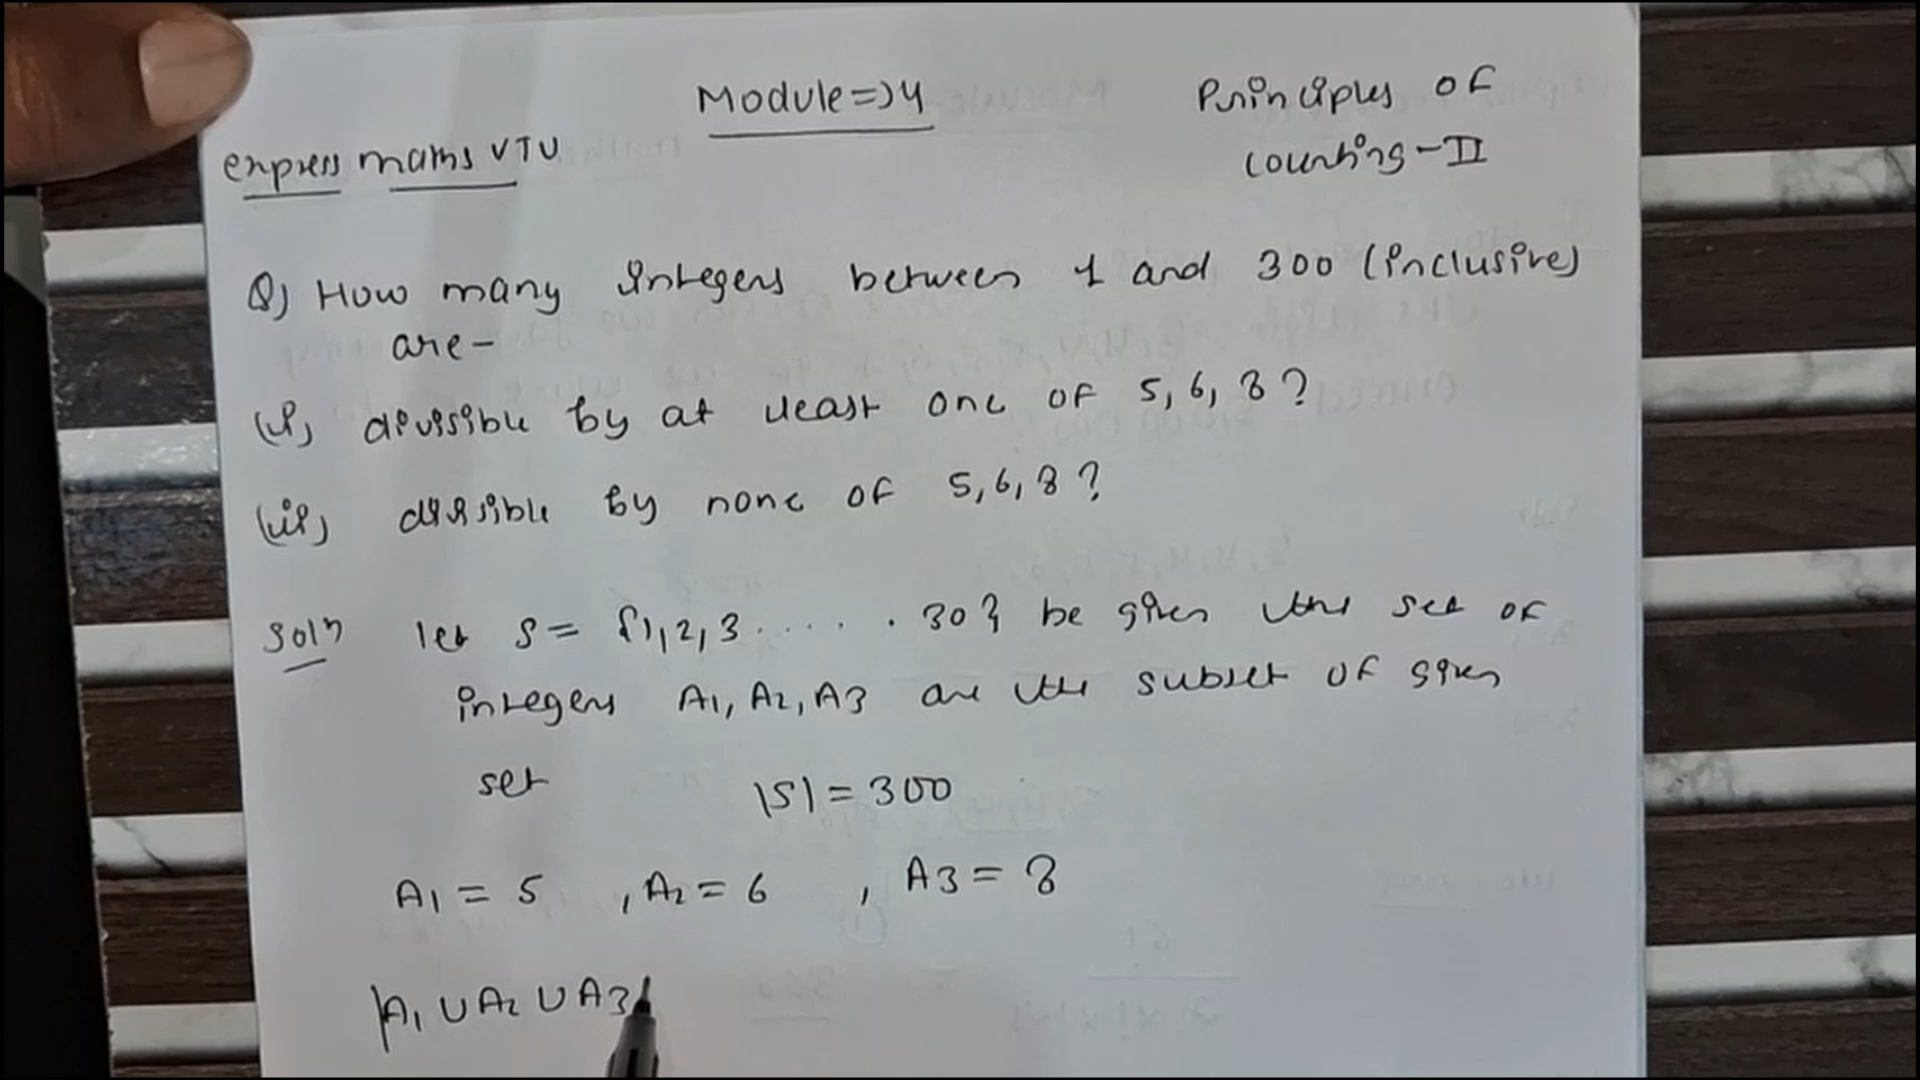 Module=)4
Principles of
counting-II
express maths VTU
Q) How many integers between 1 and 300 (inclusive)
are-
(i) divisible by at least one of 5, 6, 8?
(ii) divisible by none of 5, 6, 8?
Soln let S = {1, 2, 3 ...... 30} be given the set of
integers A1, A2, A3 are the subset of given
set |S| = 300
A1 = 5 , A2 = 6 , A3 = 8
|A1 ∪ A2 ∪ A3|